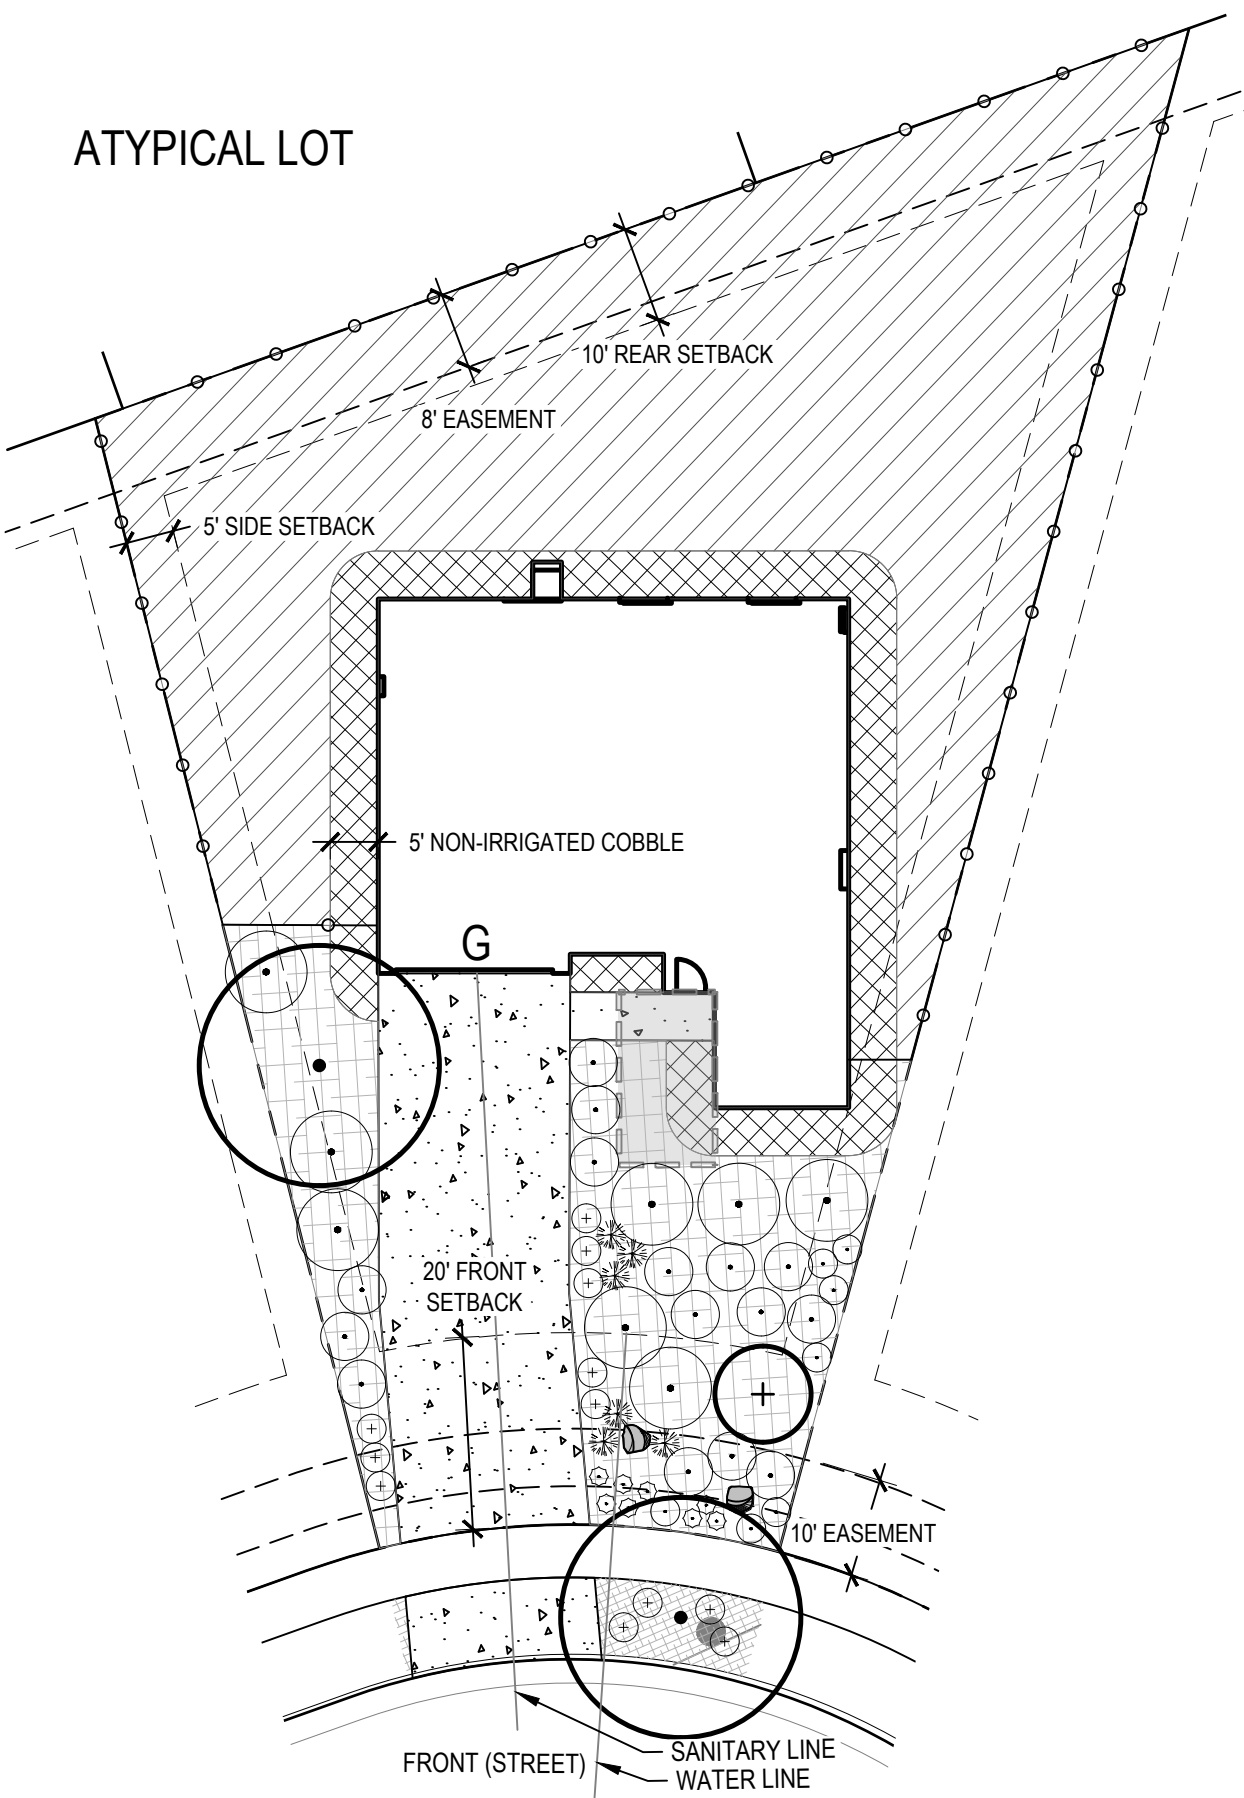 ATYPICAL LOT
10' REAR SETBACK
8' EASEMENT
5' SIDE SETBACK
5' NON-IRRIGATED COBBLE
G
20' FRONT
SETBACK
10' EASEMENT
SANITARY LINE
FRONT (STREET)
WATER LINE